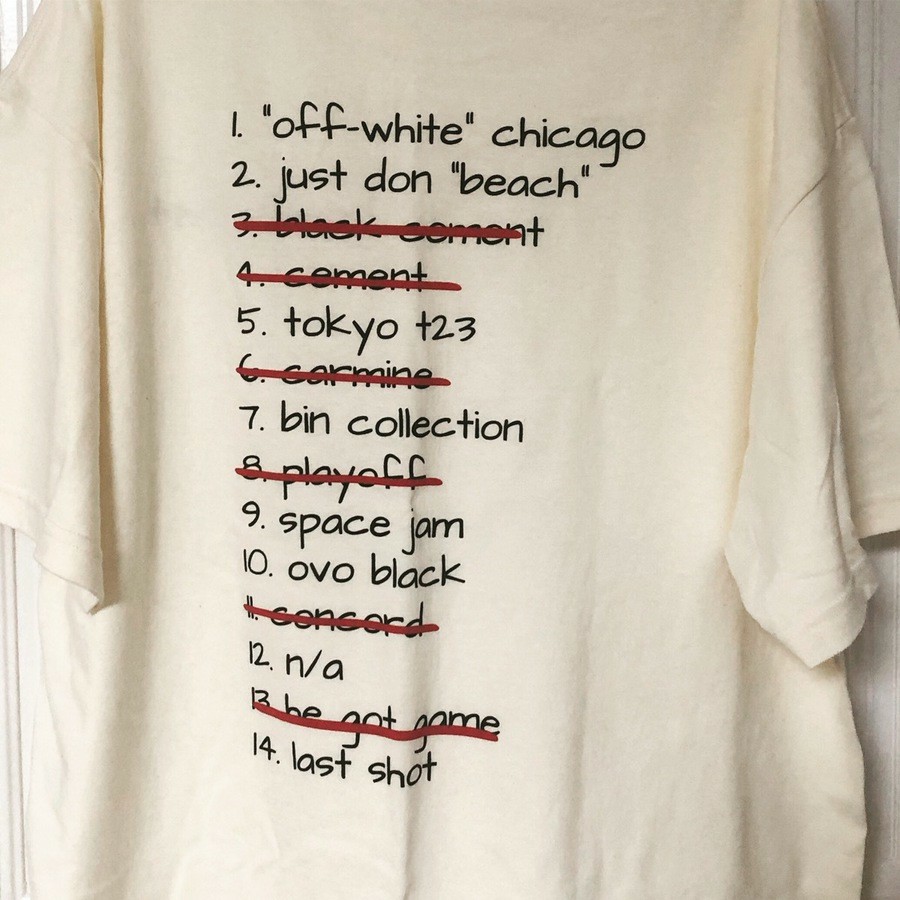 1. "off-white" chicago
2. just don "beach"
3. black cement
4. cement
5. tokyo t23
6. carmine
7. bin collection
8. playoff
9. space jam
10. ovo black
11. concord
12. n/a
13 he got game
14. last shot